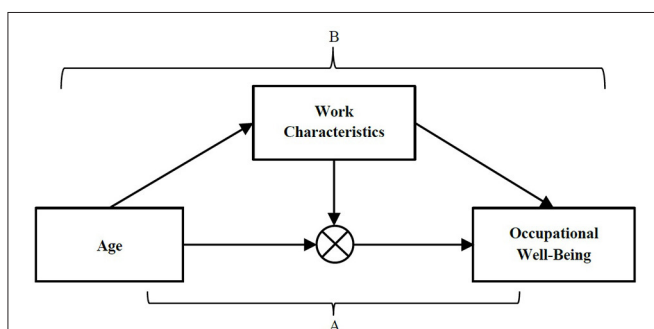 B
Work
Characteristics
Age
Occupational
Well-Being
A